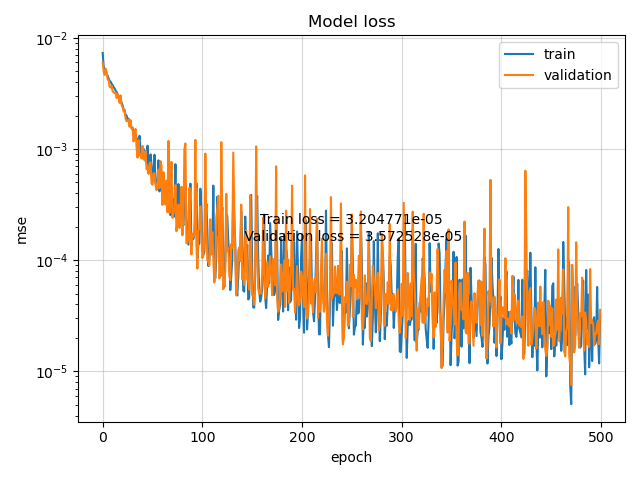 Model loss
10⁻²
10⁻³
10⁻⁴
10⁻⁵
mse
train
validation
Train loss = 3.204771e-05
Validation loss = 3.572528e-05
0 100 200 300 400 500
epoch